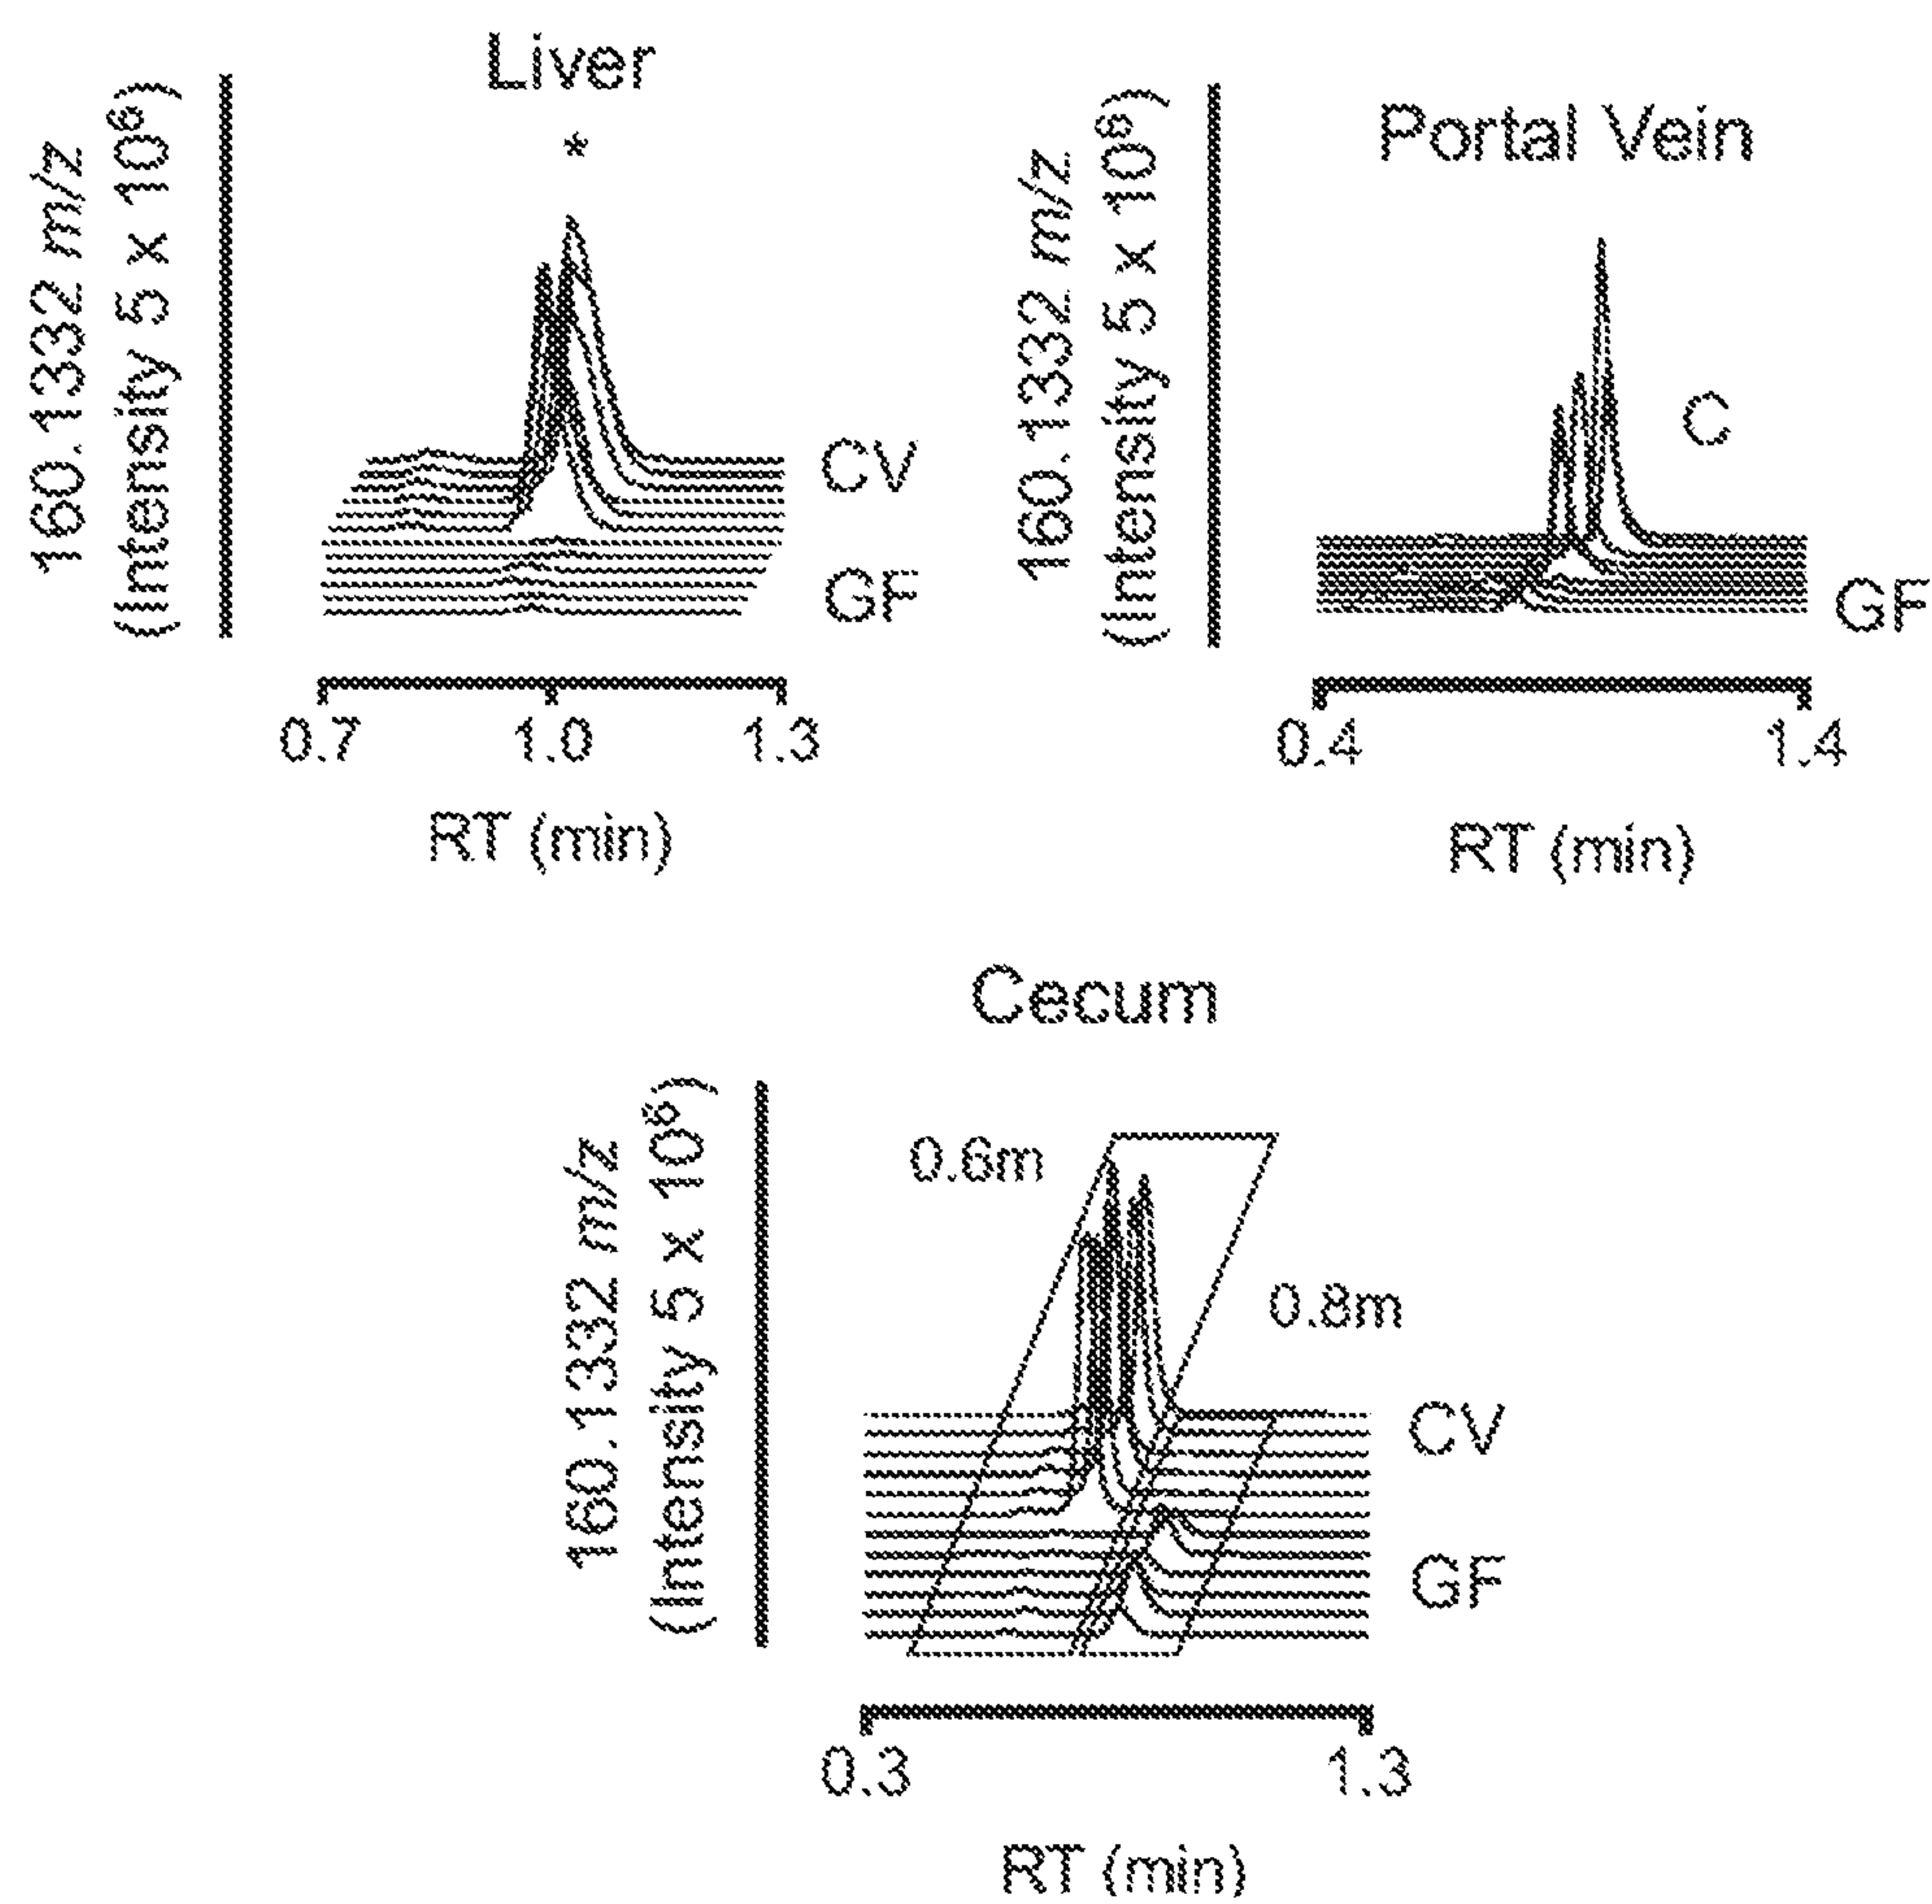 Liver
*
160.1332 m/z
(Intensity 5 x 10⁶)
CV
GF
0.7 1.0 1.3
RT (min)
Portal Vein
160.1332 m/z
(Intensity 5 x 10⁶)
C
GF
0.4 1.4
RT (min)
Cecum
160.1332 m/z
(Intensity 5 x 10⁸)
0.6m
0.8m
CV
GF
0.3 1.3
RT (min)